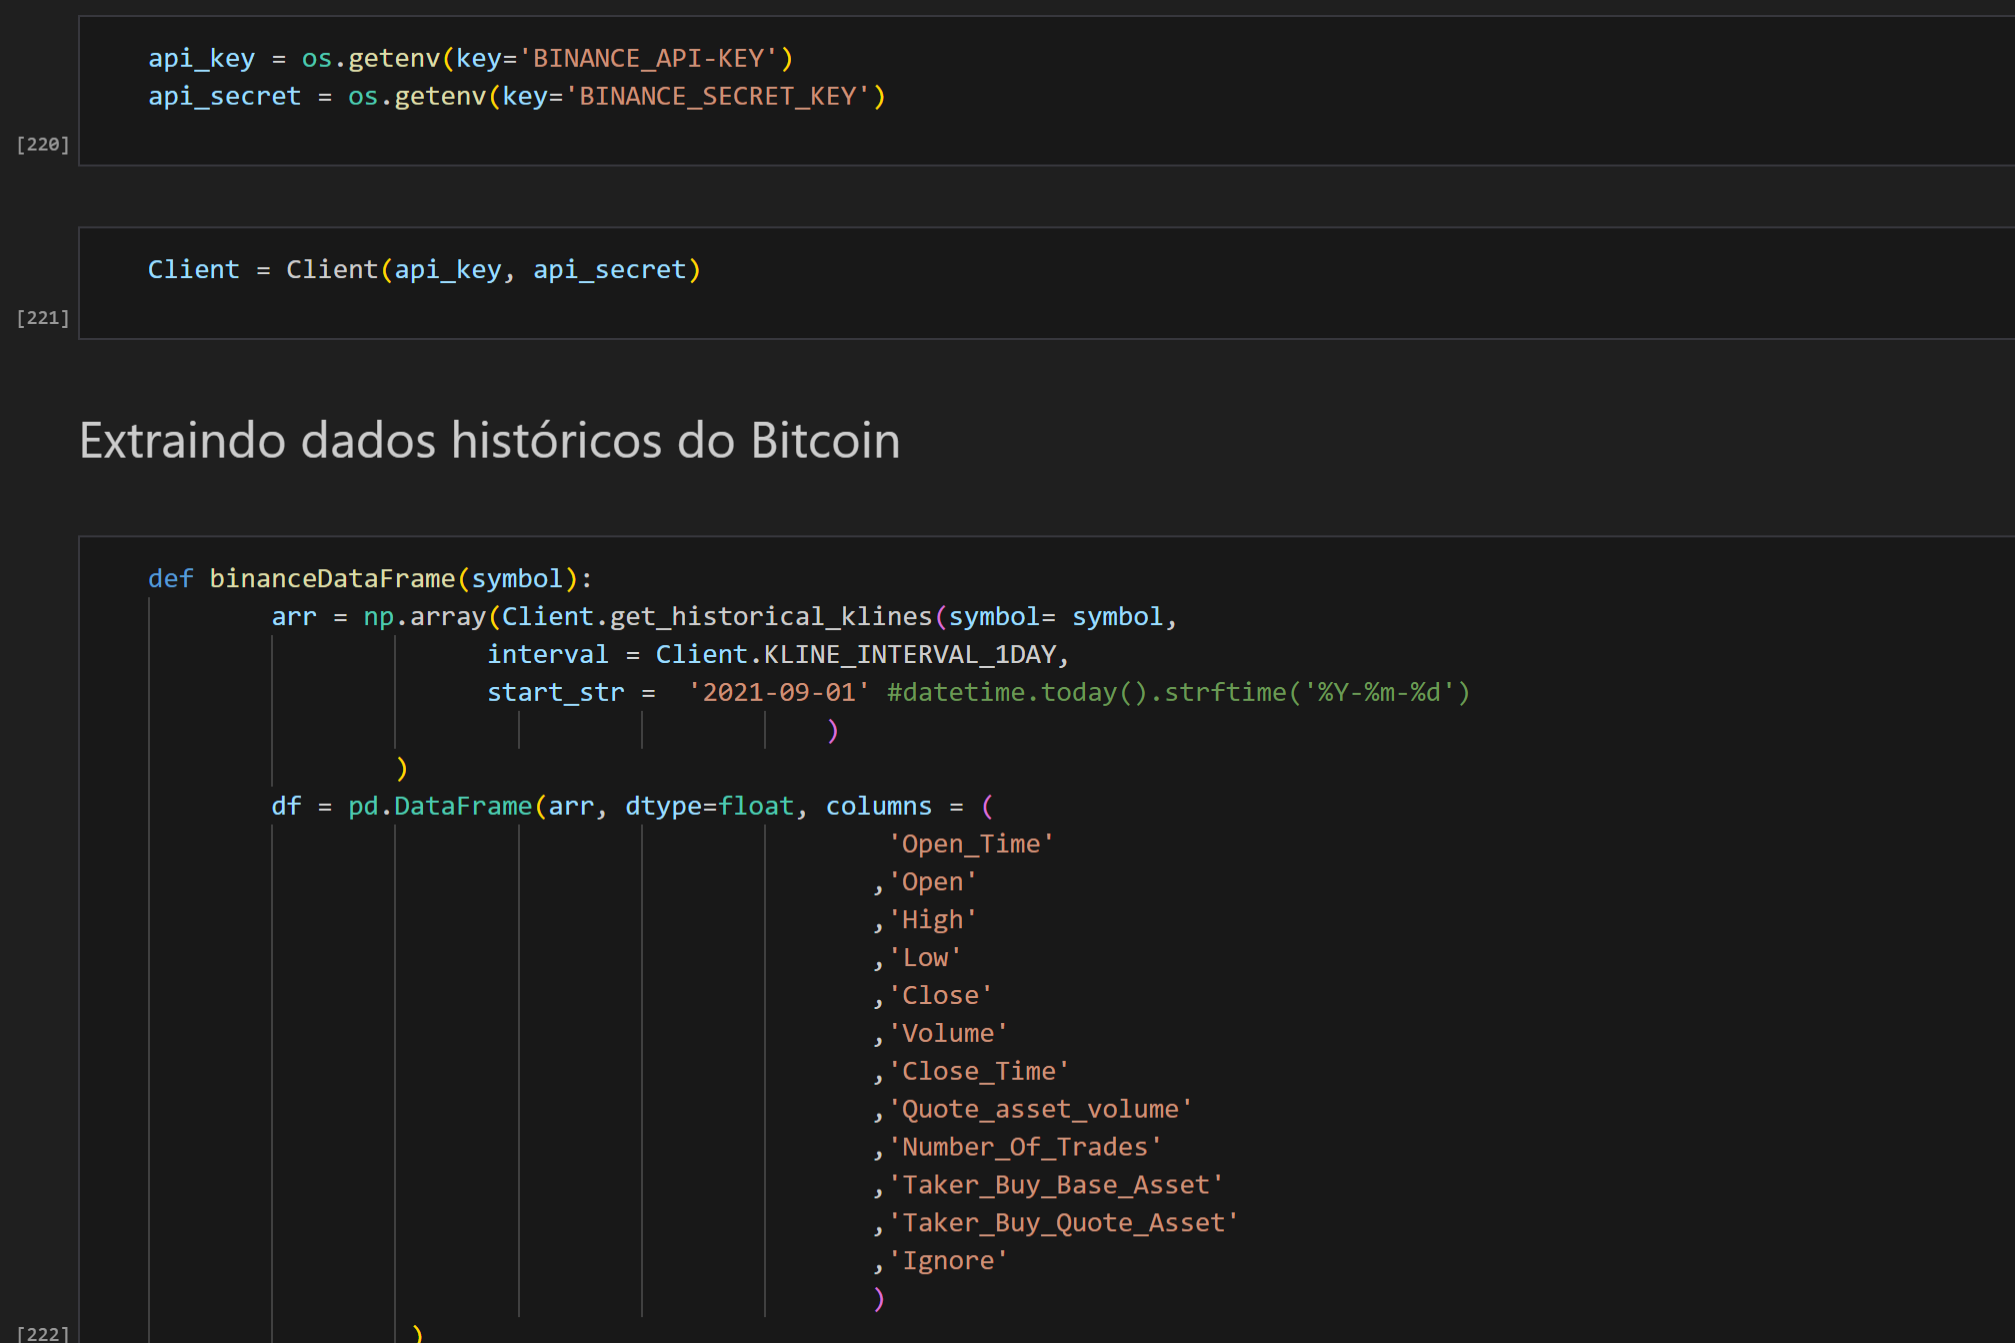 api_key = os.getenv(key='BINANCE_API-KEY')
api_secret = os.getenv(key='BINANCE_SECRET_KEY')
[220]
Client = Client(api_key, api_secret)
[221]
Extraindo dados históricos do Bitcoin
def binanceDataFrame(symbol):
arr = np.array(Client.get_historical_klines(symbol= symbol,
interval = Client.KLINE_INTERVAL_1DAY,
start_str =  '2021-09-01' #datetime.today().strftime('%Y-%m-%d')
)
)
df = pd.DataFrame(arr, dtype=float, columns = (
'Open_Time'
,'Open'
,'High'
,'Low'
,'Close'
,'Volume'
,'Close_Time'
,'Quote_asset_volume'
,'Number_Of_Trades'
,'Taker_Buy_Base_Asset'
,'Taker_Buy_Quote_Asset'
,'Ignore'
)
)
[222]